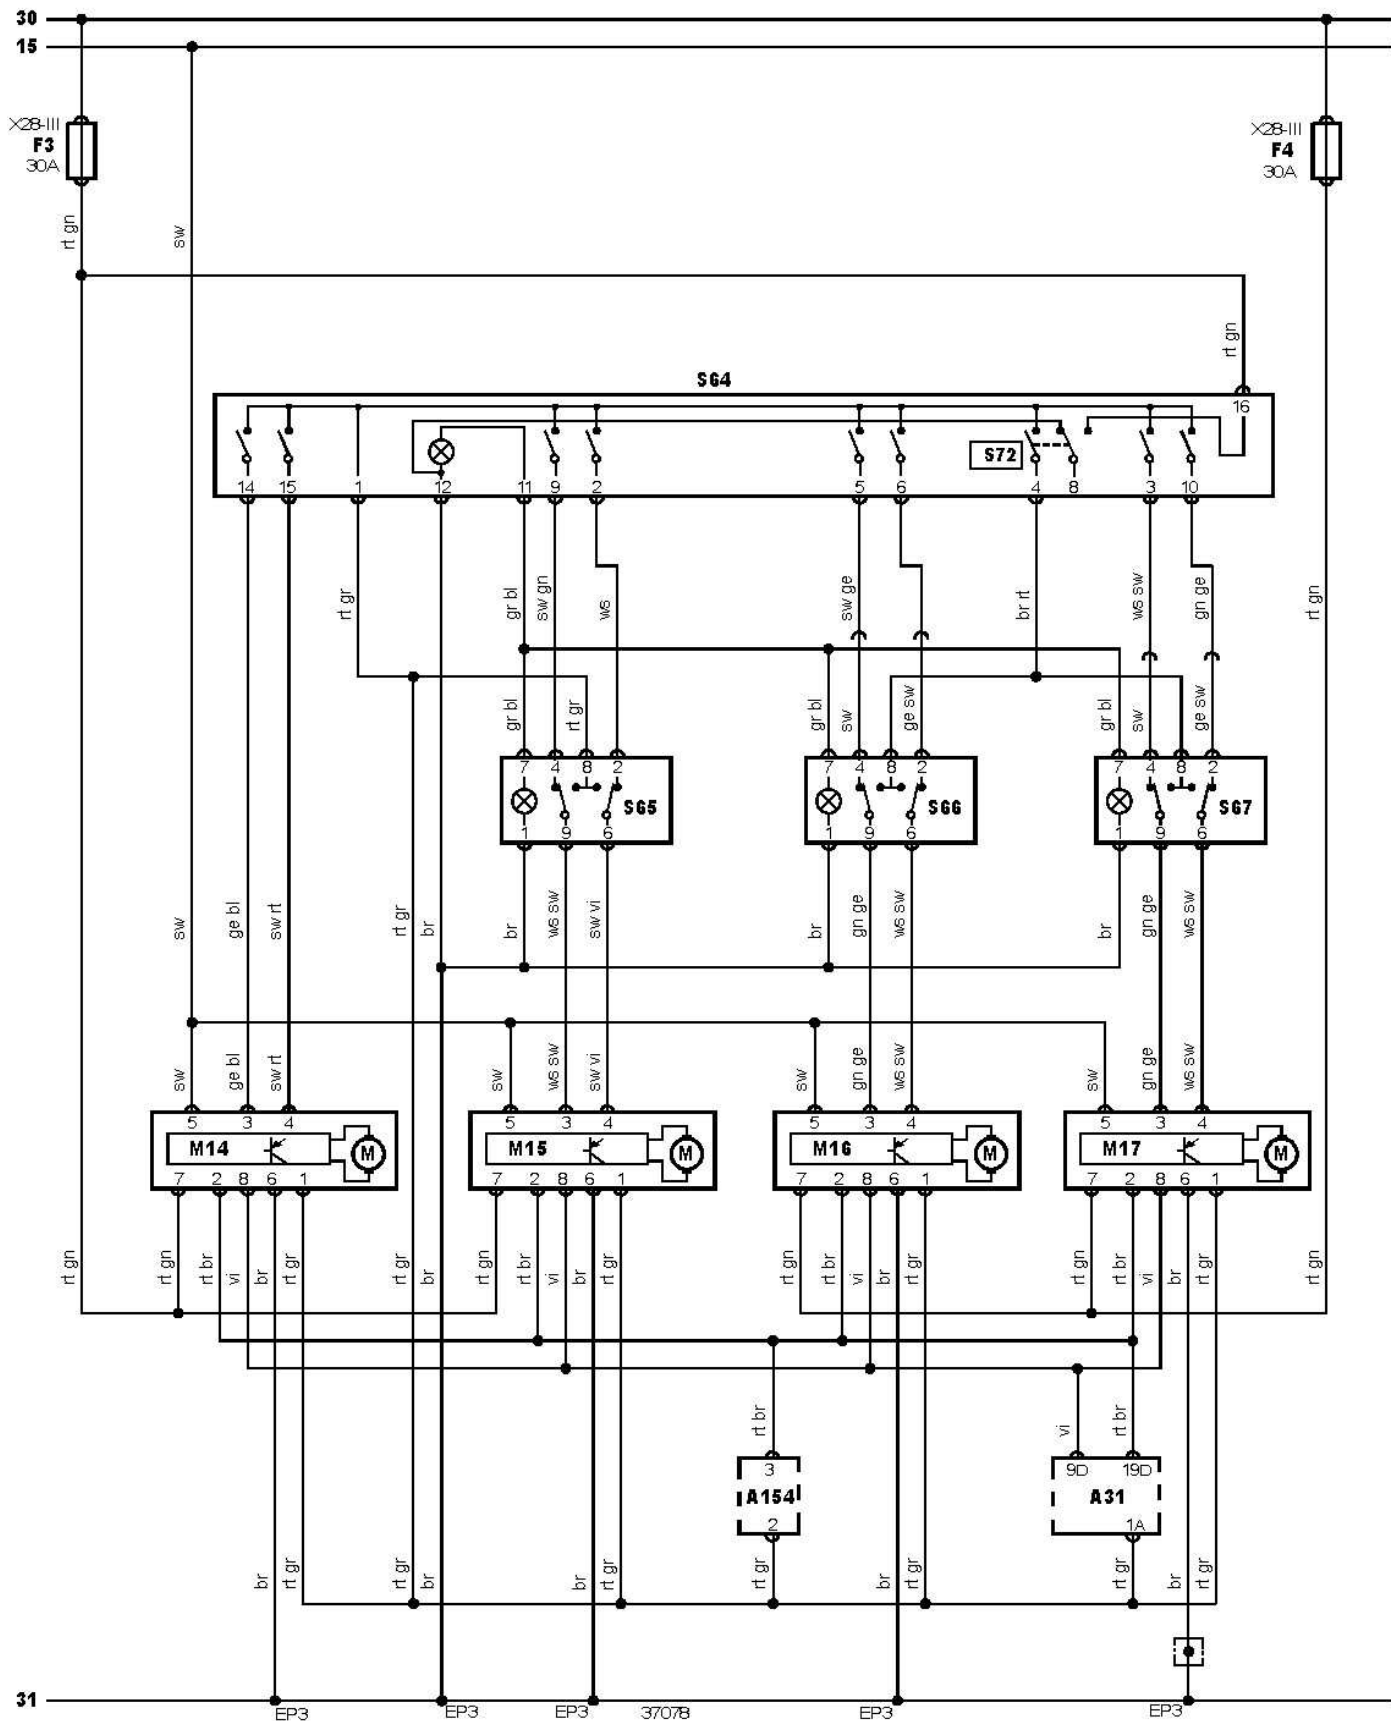 30
15
X28-III
F3
30A
X28-III
F4
30A
rt gn
sw
rt gn
S64
16
S72
14 15 1 12 11 9 2 5 6 4 8 3 10
rt gr
gr bl
sw gn
ws
sw ge
br rt
ws sw
gn ge
rt gn
gr bl
rt gr
gr bl
sw
ge sw
gr bl
sw
ge sw
7 4 8 2
S65
1 9 6
7 4 8 2
S66
1 9 6
7 4 8 2
S67
1 9 6
sw
ge bl
sw rt
rt gr
br
br
ws sw
sw vi
br
gn ge
ws sw
br
gn ge
ws sw
sw
ge bl
sw rt
sw
ws sw
sw vi
sw
gn ge
ws sw
sw
gn ge
ws sw
5 3 4
M14
M
7 2 8 6 1
5 3 4
M15
M
7 2 8 6 1
5 3 4
M16
M
7 2 8 6 1
5 3 4
M17
M
7 2 8 6 1
rt gn
rt br
vi
br
rt gr
rt gr
br
rt gn
rt br
vi
br
rt gr
rt gn
rt br
vi
br
rt gr
rt gn
rt br
vi
br
rt gr
rt gn
rt br
vi
rt br
3
A154
2
9D 19D
A31
1A
br
rt gr
rt gr
br
br
rt gr
rt gr
br
rt gr
rt gr
br
rt gr
31
EP3
EP3
EP3
37078
EP3
EP3